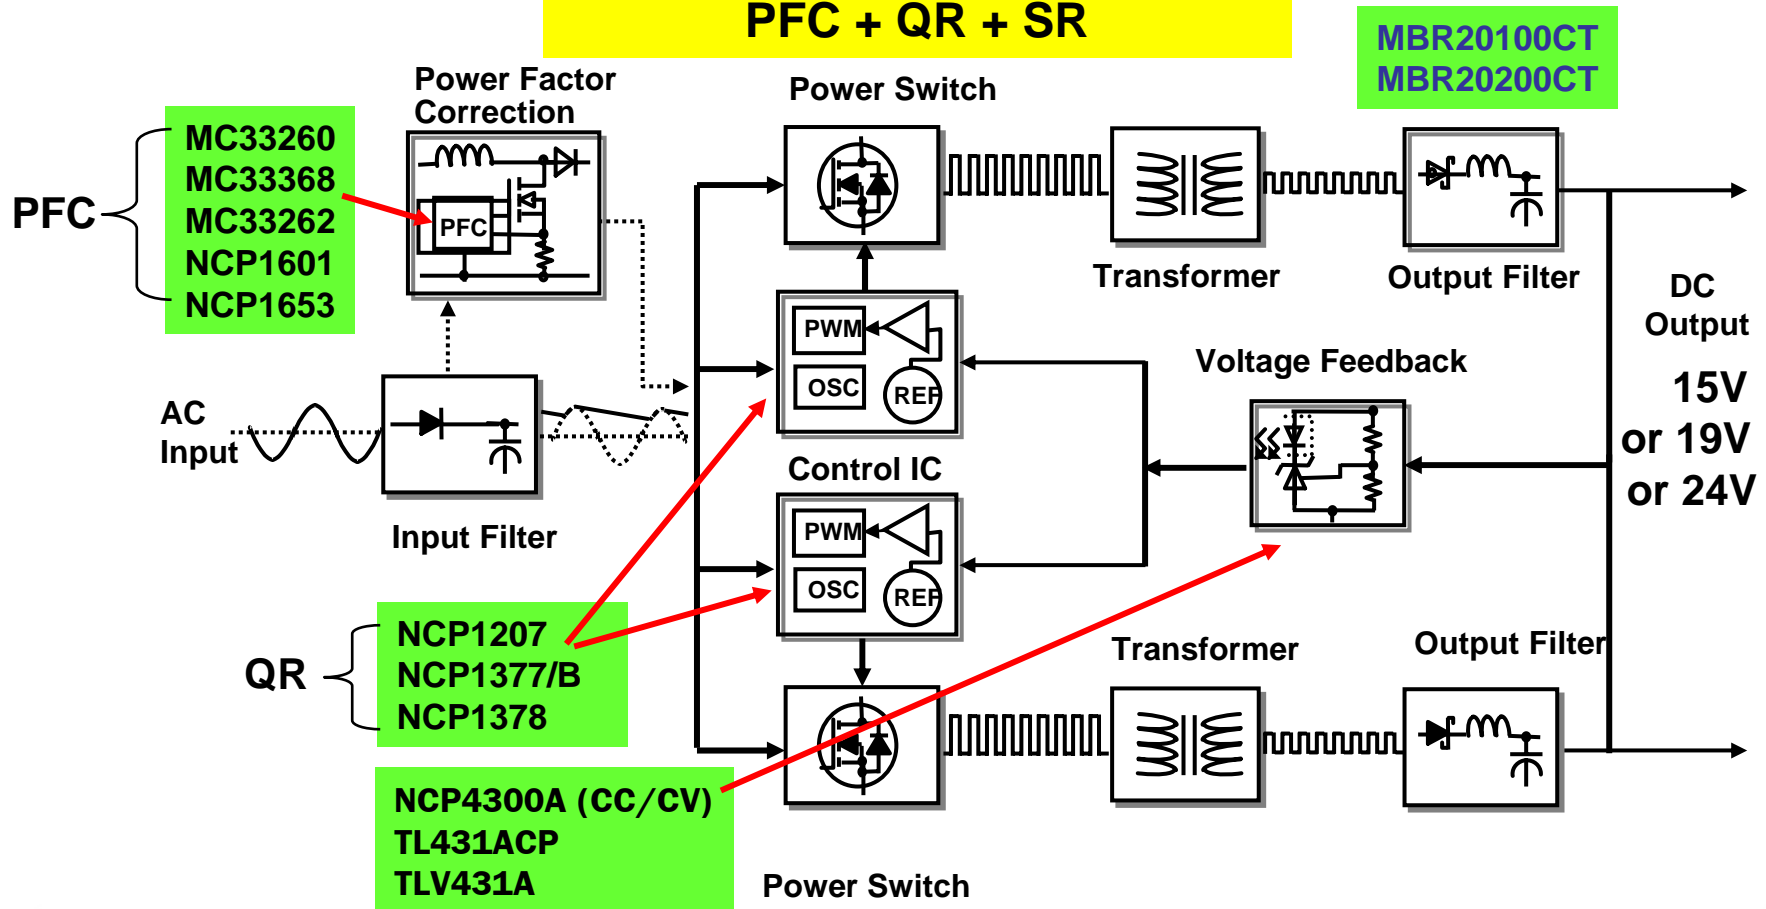 PFC + QR + SR
MBR20100CT
MBR20200CT
Power Factor
Correction
Power Switch
PFC
MC33260
MC33368
MC33262
NCP1601
NCP1653
PFC
Transformer
Output Filter
DC
Output
15V
or 19V
or 24V
PWM
OSC
REF
Voltage Feedback
AC
Input
Control IC
Input Filter
PWM
OSC
REF
QR
NCP1207
NCP1377/B
NCP1378
Transformer
Output Filter
NCP4300A (CC/CV)
TL431ACP
TLV431A
Power Switch